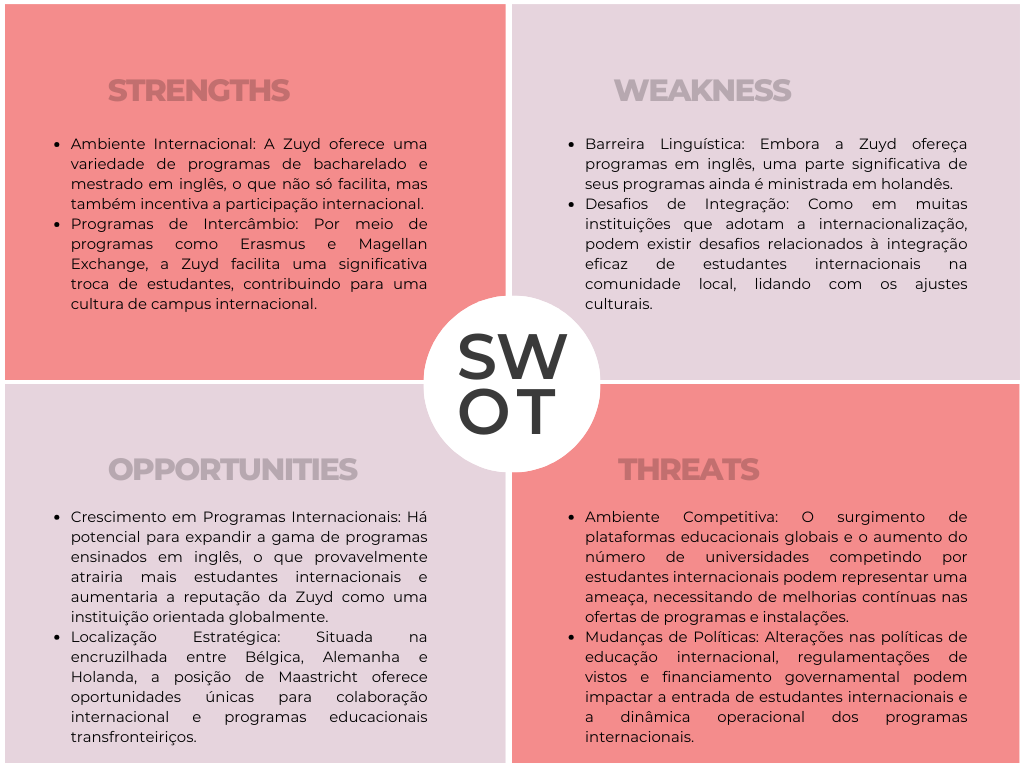 STRENGTHS
• Ambiente Internacional: A Zuyd oferece uma
variedade de programas de bacharelado e
mestrado em inglês, o que não só facilita, mas
também incentiva a participação internacional.
• Programas de Intercâmbio: Por meio de
programas como Erasmus e Magellan
Exchange, a Zuyd facilita uma significativa
troca de estudantes, contribuindo para uma
cultura de campus internacional.
WEAKNESS
• Barreira Linguística: Embora a Zuyd ofereça
programas em inglês, uma parte significativa de
seus programas ainda é ministrada em holandês.
• Desafios de Integração: Como em muitas
instituições que adotam a internacionalização,
podem existir desafios relacionados à integração
eficaz de estudantes internacionais na
comunidade local, lidando com os ajustes
culturais.
SW
OT
OPPORTUNITIES
• Crescimento em Programas Internacionais: Há
potencial para expandir a gama de programas
ensinados em inglês, o que provavelmente
atrairia mais estudantes internacionais e
aumentaria a reputação da Zuyd como uma
instituição orientada globalmente.
• Localização Estratégica: Situada na
encruzilhada entre Bélgica, Alemanha e
Holanda, a posição de Maastricht oferece
oportunidades únicas para colaboração
internacional e programas educacionais
transfronteiriços.
THREATS
• Ambiente Competitiva: O surgimento de
plataformas educacionais globais e o aumento do
número de universidades competindo por
estudantes internacionais podem representar uma
ameaça, necessitando de melhorias contínuas nas
ofertas de programas e instalações.
• Mudanças de Políticas: Alterações nas políticas de
educação internacional, regulamentações de
vistos e financiamento governamental podem
impactar a entrada de estudantes internacionais e
a dinâmica operacional dos programas
internacionais.